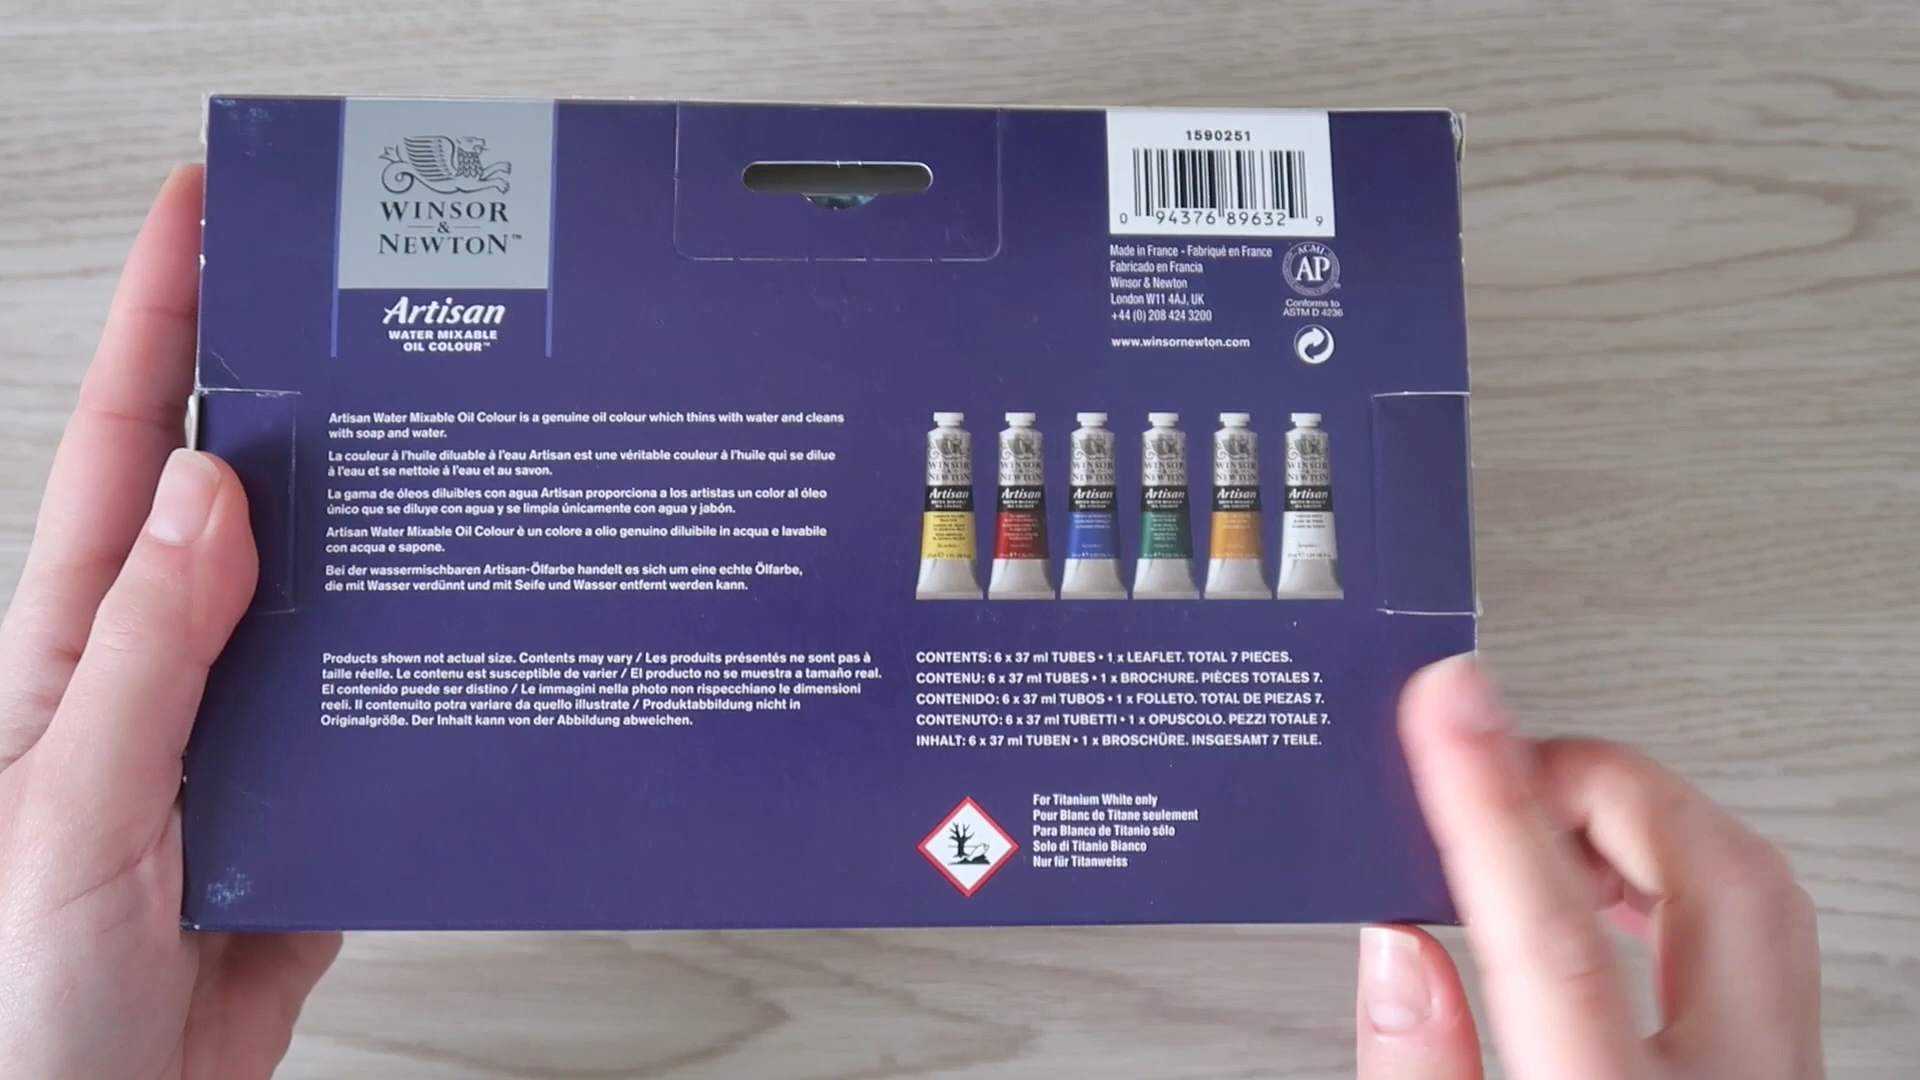 WINSOR
&
NEWTON™
Artisan
WATER MIXABLE
OIL COLOUR™
1590251
0 94376 89632 9
Made in France - Fabriqué en France
Fabricado en Francia
Winsor & Newton
London W11 4AJ, UK
+44 (0) 208 424 3200
www.winsornewton.com
ACMI
AP
Conforms to
ASTM D 4236
Artisan Water Mixable Oil Colour is a genuine oil colour which thins with water and cleans
with soap and water.
La couleur à l'huile diluable à l'eau Artisan est une véritable couleur à l'huile qui se dilue
à l'eau et se nettoie à l'eau et au savon.
La gama de óleos diluibles con agua Artisan proporciona a los artistas un color al óleo
único que se diluye con agua y se limpia únicamente con agua y jabón.
Artisan Water Mixable Oil Colour è un colore a olio genuino diluibile in acqua e lavabile
con acqua e sapone.
Bei der wassermischbaren Artisan-Ölfarbe handelt es sich um eine echte Ölfarbe,
die mit Wasser verdünnt und mit Seife und Wasser entfernt werden kann.
WINSOR & NEWTON Artisan
WINSOR & NEWTON Artisan
WINSOR & NEWTON Artisan
WINSOR & NEWTON Artisan
WINSOR & NEWTON Artisan
WINSOR & NEWTON Artisan
Products shown not actual size. Contents may vary / Les produits présentés ne sont pas à
taille réelle. Le contenu est susceptible de varier / El producto no se muestra a tamaño real.
El contenido puede ser distino / Le immagini nella photo non rispecchiano le dimensioni
reeli. Il contenuito potra variare da quello illustrate / Produktabbildung nicht in
Originalgröße. Der Inhalt kann von der Abbildung abweichen.
CONTENTS: 6 x 37 ml TUBES • 1 x LEAFLET. TOTAL 7 PIECES.
CONTENU: 6 x 37 ml TUBES • 1 x BROCHURE. PIÈCES TOTALES 7.
CONTENIDO: 6 x 37 ml TUBOS • 1 x FOLLETO. TOTAL DE PIEZAS 7.
CONTENUTO: 6 x 37 ml TUBETTI • 1 x OPUSCOLO. PEZZI TOTALE 7.
INHALT: 6 x 37 ml TUBEN • 1 x BROSCHÜRE. INSGESAMT 7 TEILE.
For Titanium White only
Pour Blanc de Titane seulement
Para Blanco de Titanio sólo
Solo di Titanio Bianco
Nur für Titanweiss